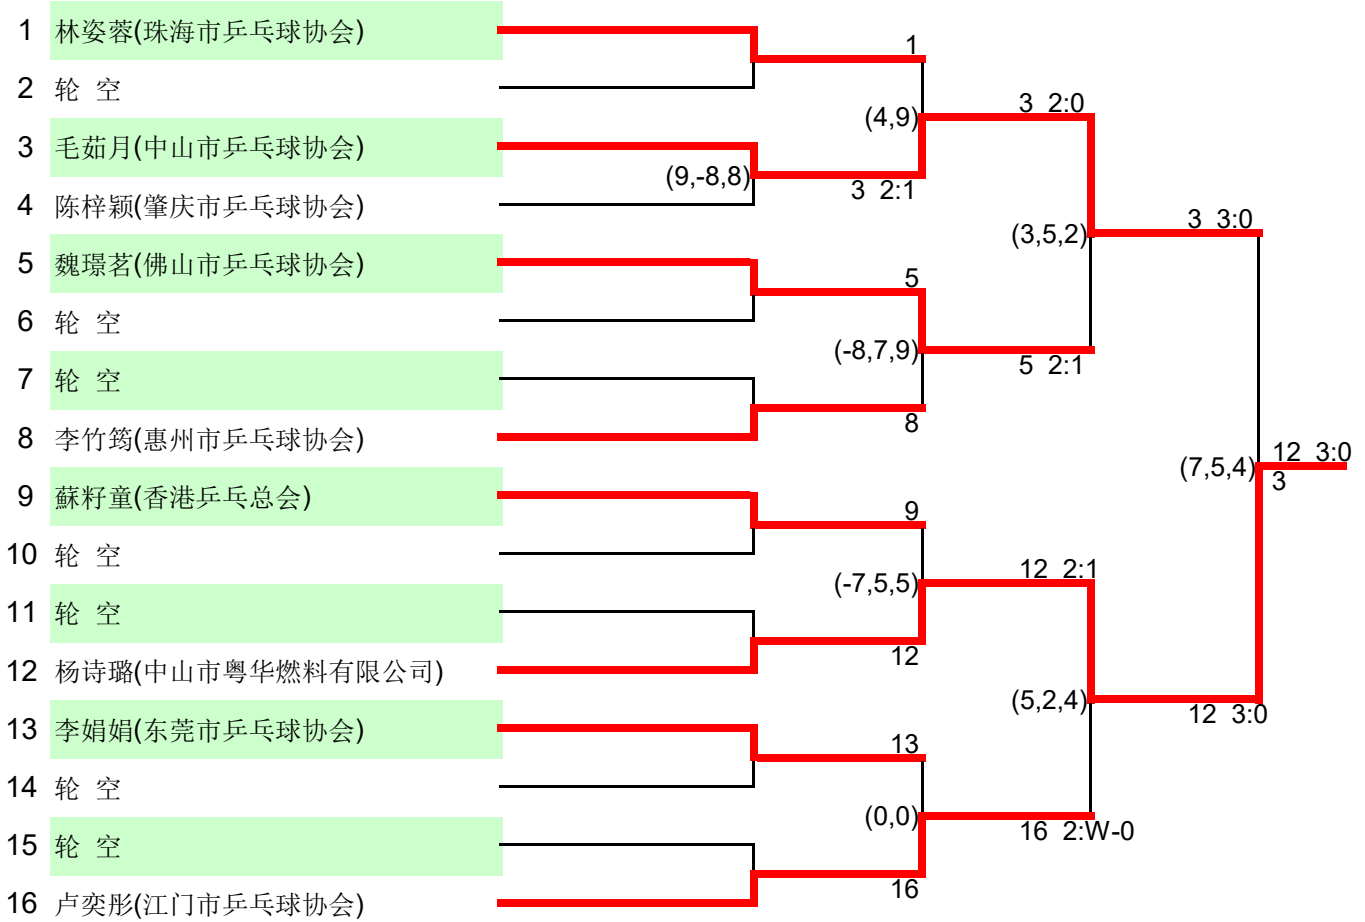 1 林姿蓉(珠海市乒乓球协会)
1
2 轮 空
(4,9)
3 2:0
3 毛茹月(中山市乒乓球协会)
(9,-8,8)
3 2:1
4 陈梓颖(肇庆市乒乓球协会)
(3,5,2)
3 3:0
5 魏璟茗(佛山市乒乓球协会)
5
6 轮 空
(-8,7,9)
5 2:1
7 轮 空
8
8 李竹筠(惠州市乒乓球协会)
(7,5,4)
12 3:0
3
9 蘇籽童(香港乒乓总会)
9
10 轮 空
(-7,5,5)
12 2:1
11 轮 空
12
12 杨诗璐(中山市粤华燃料有限公司)
(5,2,4)
12 3:0
13 李娟娟(东莞市乒乓球协会)
13
14 轮 空
(0,0)
16 2:W-0
15 轮 空
16
16 卢奕彤(江门市乒乓球协会)